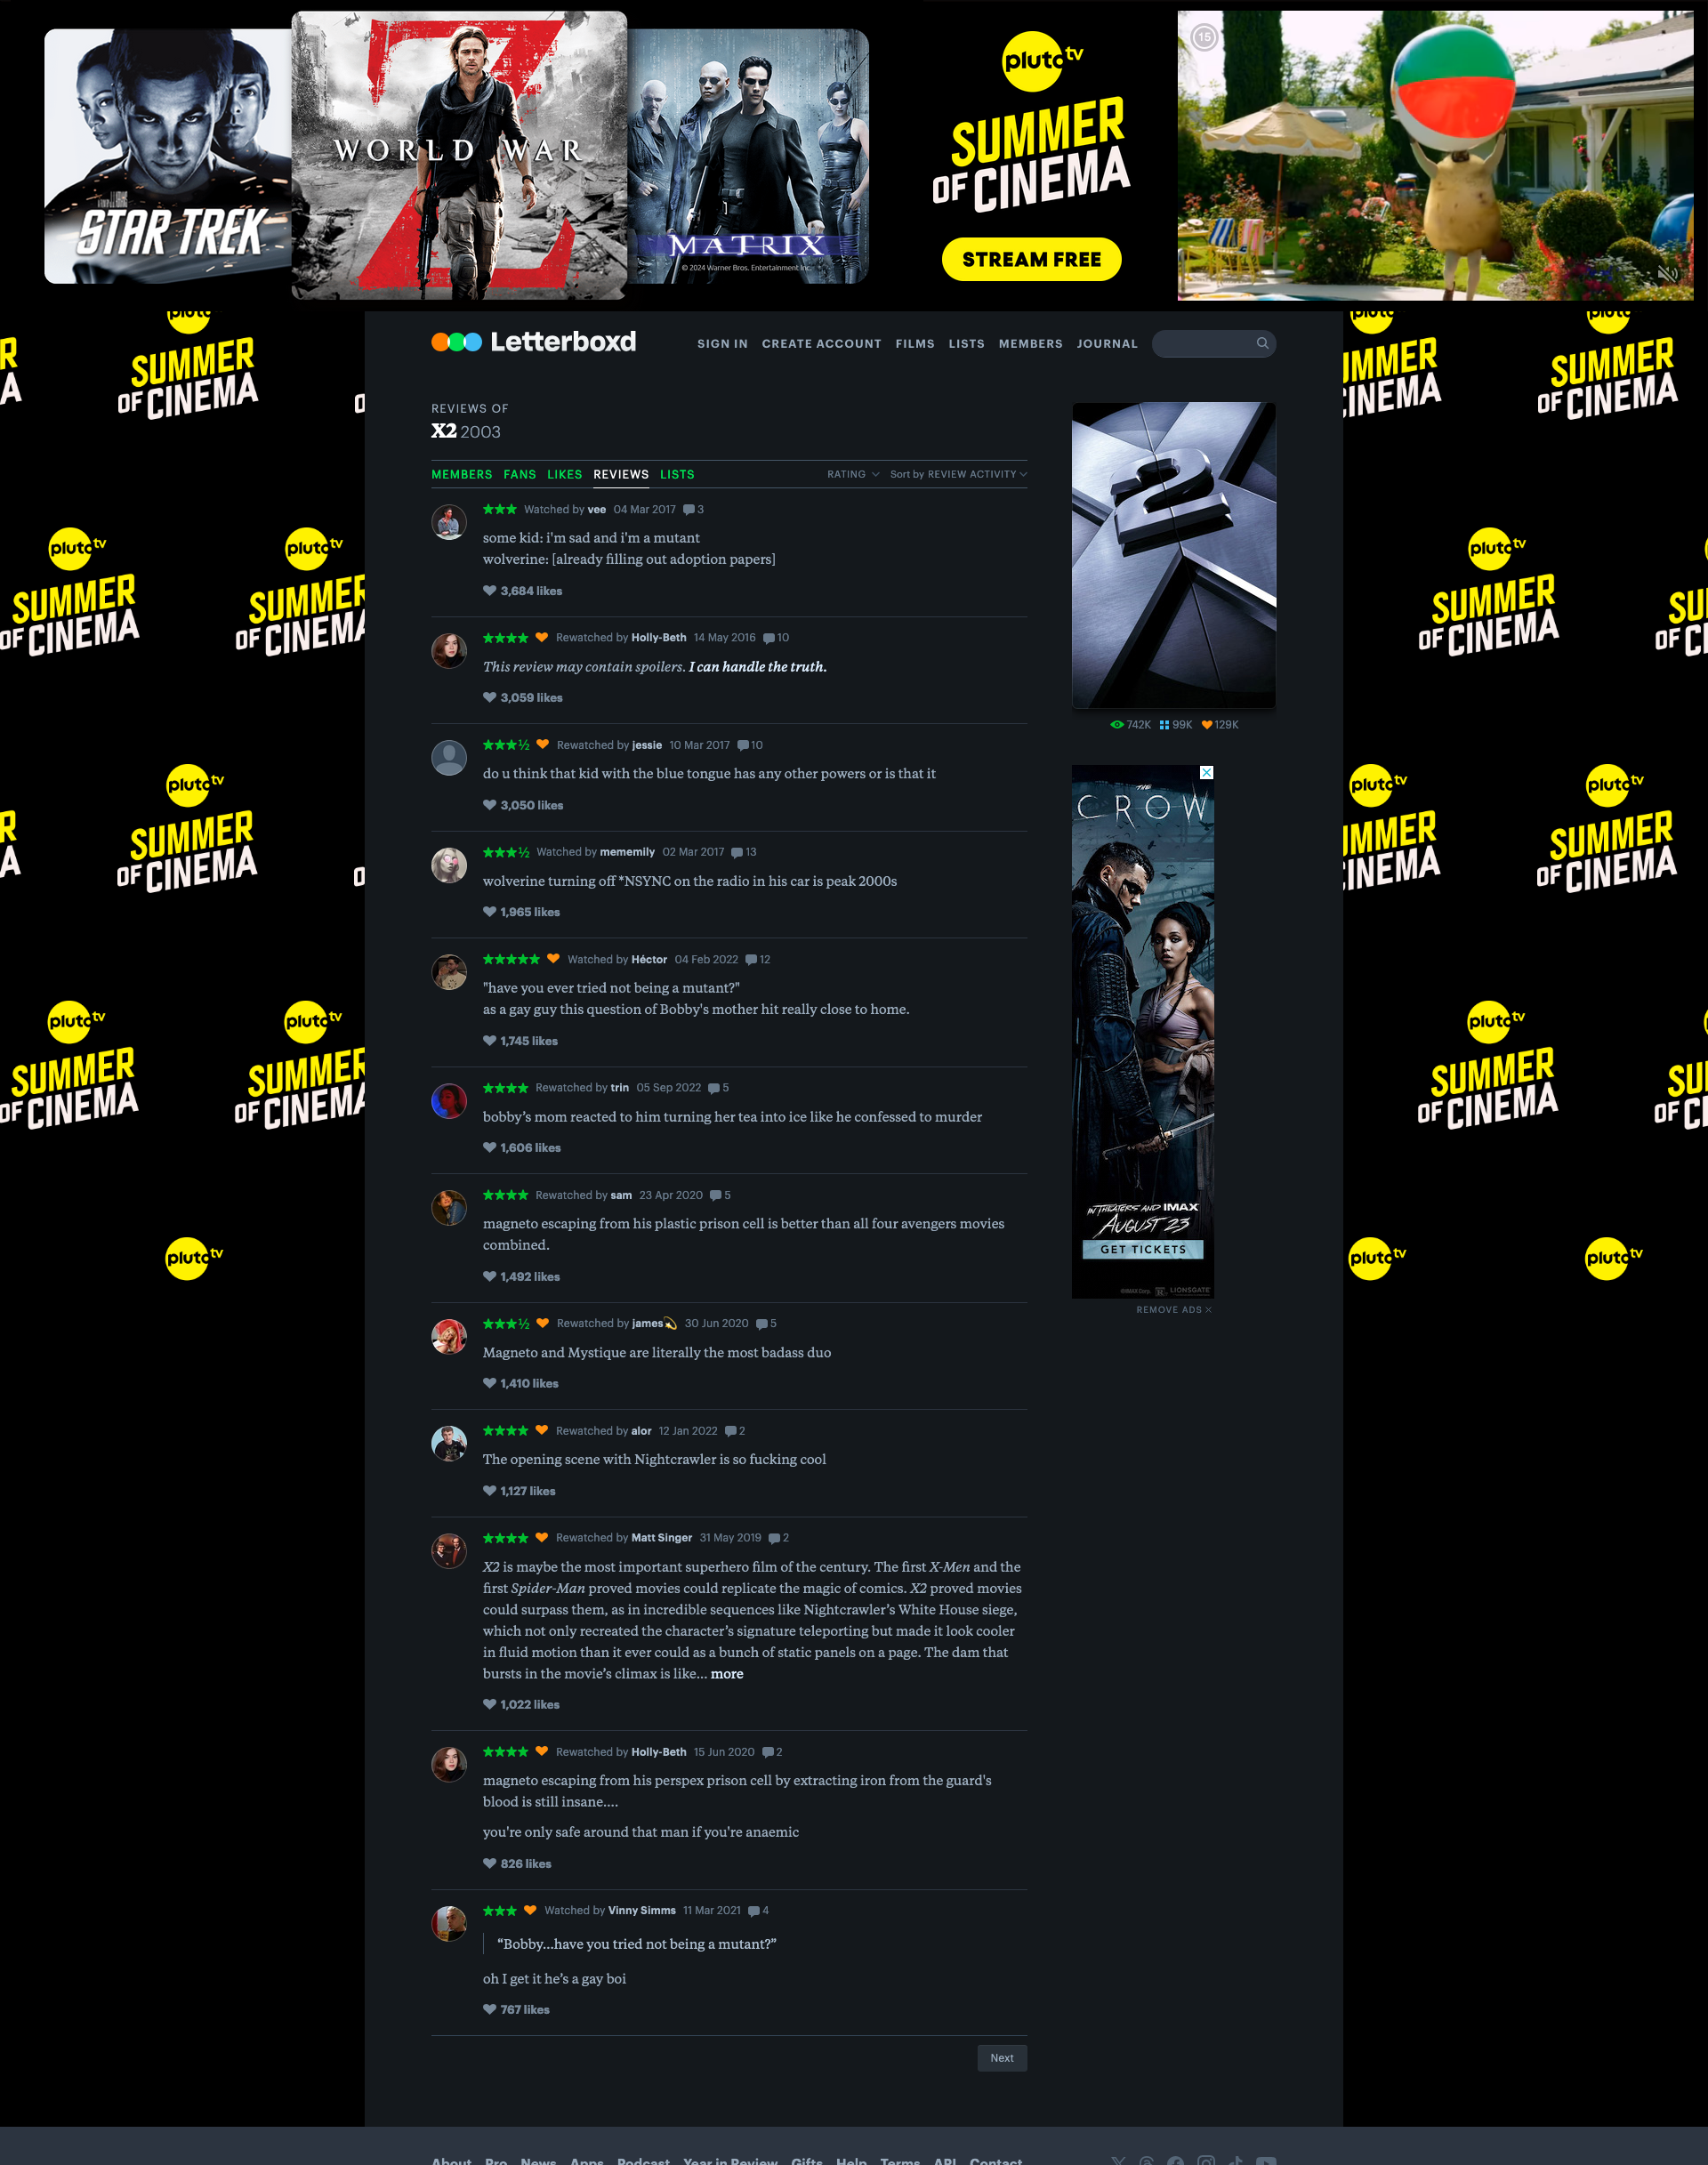 STAR TREK
WORLD WAR
Z
MATRIX
© 2024 Warner Bros. Entertainment Inc.
pluto tv
SUMMER
OF CINEMA
STREAM FREE
15
Letterboxd
SIGN IN CREATE ACCOUNT FILMS LISTS MEMBERS JOURNAL
REVIEWS OF
X2 2003
MEMBERS FANS LIKES REVIEWS LISTS RATING Sort by REVIEW ACTIVITY
★★★ Watched by vee 04 Mar 2017 3
some kid: i'm sad and i'm a mutant
wolverine: [already filling out adoption papers]
3,684 likes
★★★★ Rewatched by Holly-Beth 14 May 2016 10
This review may contain spoilers. I can handle the truth.
3,059 likes
★★★½ Rewatched by jessie 10 Mar 2017 10
do u think that kid with the blue tongue has any other powers or is that it
3,050 likes
★★★½ Watched by mememily 02 Mar 2017 13
wolverine turning off *NSYNC on the radio in his car is peak 2000s
1,965 likes
★★★★★ Watched by Héctor 04 Feb 2022 12
"have you ever tried not being a mutant?"
as a gay guy this question of Bobby's mother hit really close to home.
1,745 likes
★★★★ Rewatched by trin 05 Sep 2022 5
bobby’s mom reacted to him turning her tea into ice like he confessed to murder
1,606 likes
★★★★ Rewatched by sam 23 Apr 2020 5
magneto escaping from his plastic prison cell is better than all four avengers movies
combined.
1,492 likes
★★★½ Rewatched by james💫 30 Jun 2020 5
Magneto and Mystique are literally the most badass duo
1,410 likes
★★★★ Rewatched by alor 12 Jan 2022 2
The opening scene with Nightcrawler is so fucking cool
1,127 likes
★★★★ Rewatched by Matt Singer 31 May 2019 2
X2 is maybe the most important superhero film of the century. The first X-Men and the
first Spider-Man proved movies could replicate the magic of comics. X2 proved movies
could surpass them, as in incredible sequences like Nightcrawler’s White House siege,
which not only recreated the character’s signature teleporting but made it look cooler
in fluid motion than it ever could as a bunch of static panels on a page. The dam that
bursts in the movie’s climax is like… more
1,022 likes
★★★★ Rewatched by Holly-Beth 15 Jun 2020 2
magneto escaping from his perspex prison cell by extracting iron from the guard's
blood is still insane....
you're only safe around that man if you're anaemic
826 likes
★★★ Watched by Vinny Simms 11 Mar 2021 4
“Bobby…have you tried not being a mutant?”
oh I get it he’s a gay boi
767 likes
Next
2
742K 99K 129K
THE
CROW
IN THEATERS AND IMAX
AUGUST 23
GET TICKETS
©IMAX Corp. R LIONSGATE
REMOVE ADS
pluto tv
SUMMER
OF CINEMA
About Pro News Apps Podcast Year in Review Gifts Help Terms API Contact